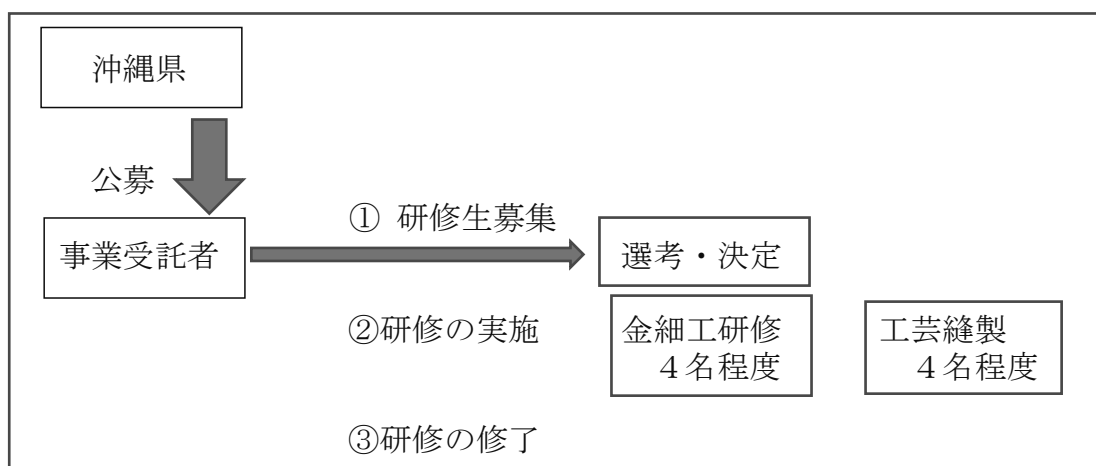 沖縄県
公募
事業受託者
① 研修生募集
選考・決定
②研修の実施
金細工研修
４名程度
工芸縫製
４名程度
③研修の修了